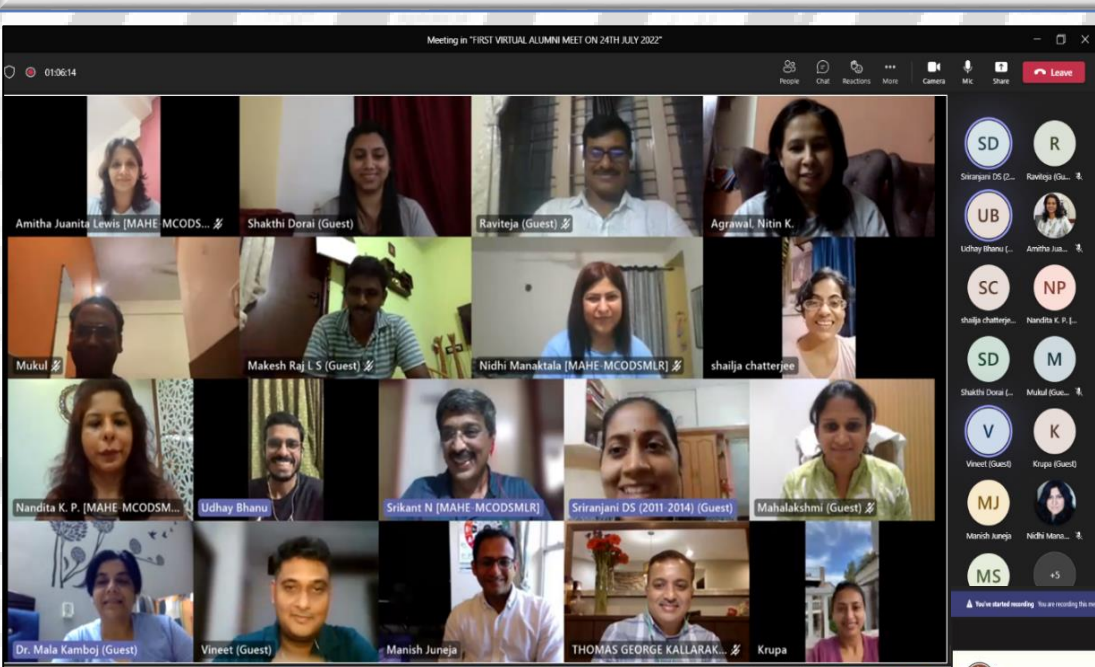 Meeting in "FIRST VIRTUAL ALUMNI MEET ON 24TH JULY 2022"
01:06:14
People
Chat
Reactions
More
Camera
Mic
Share
Leave
Amitha Juanita Lewis [MAHE-MCODS...
Shakthi Dorai (Guest)
Raviteja (Guest)
Agrawal, Nitin K.
Mukul
Makesh Raj L S (Guest)
Nidhi Manaktala [MAHE-MCODSMLR]
shailja chatterjee
Nandita K. P. [MAHE-MCODSM...
Udhay Bhanu
Srikant N [MAHE-MCODSMLR]
Sriranjani DS (2011-2014) (Guest)
Mahalakshmi (Guest)
Dr. Mala Kamboj (Guest)
Vineet (Guest)
Manish Juneja
THOMAS GEORGE KALLARAK...
Krupa
SD
R
Sriranjani DS (2...
Raviteja (Gu...
UB
Udhay Bhanu (...
Amitha Jua...
SC
NP
shailja chatterje...
Nandita K. P. [...
SD
M
Shakthi Dorai (...
Mukul (Gue...
V
K
Vineet (Guest)
Krupa (Guest)
MJ
Manish Juneja
Nidhi Mana...
MS
+5
You've started recording You are recording this me